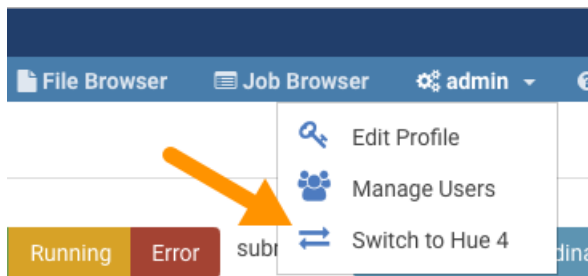 File Browser Job Browser admin
Edit Profile
Manage Users
Switch to Hue 4
Running Error